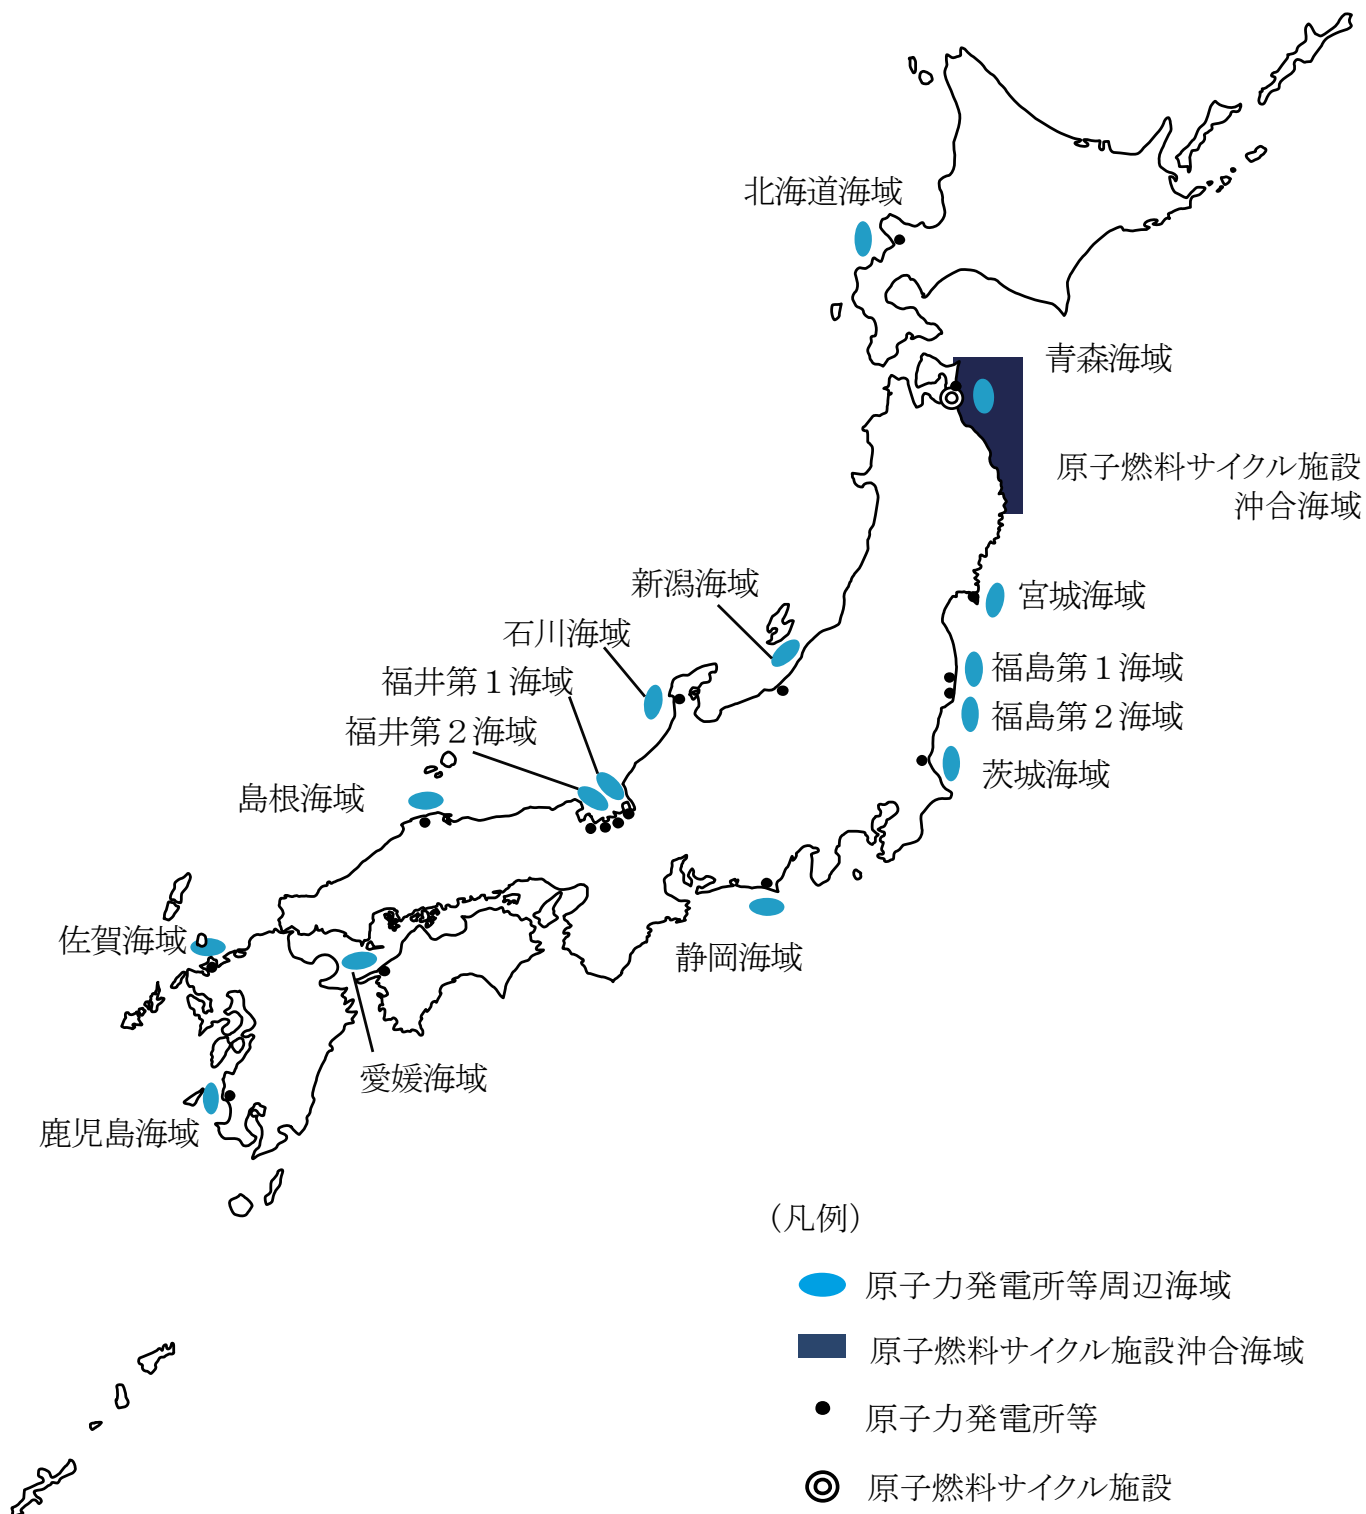 北海道海域
青森海域
原子燃料サイクル施設
沖合海域
新潟海域
宮城海域
石川海域
福島第１海域
福井第１海域
福島第２海域
福井第２海域
茨城海域
島根海域
佐賀海域
静岡海域
愛媛海域
鹿児島海域
（凡例）
原子力発電所等周辺海域
原子燃料サイクル施設沖合海域
原子力発電所等
原子燃料サイクル施設